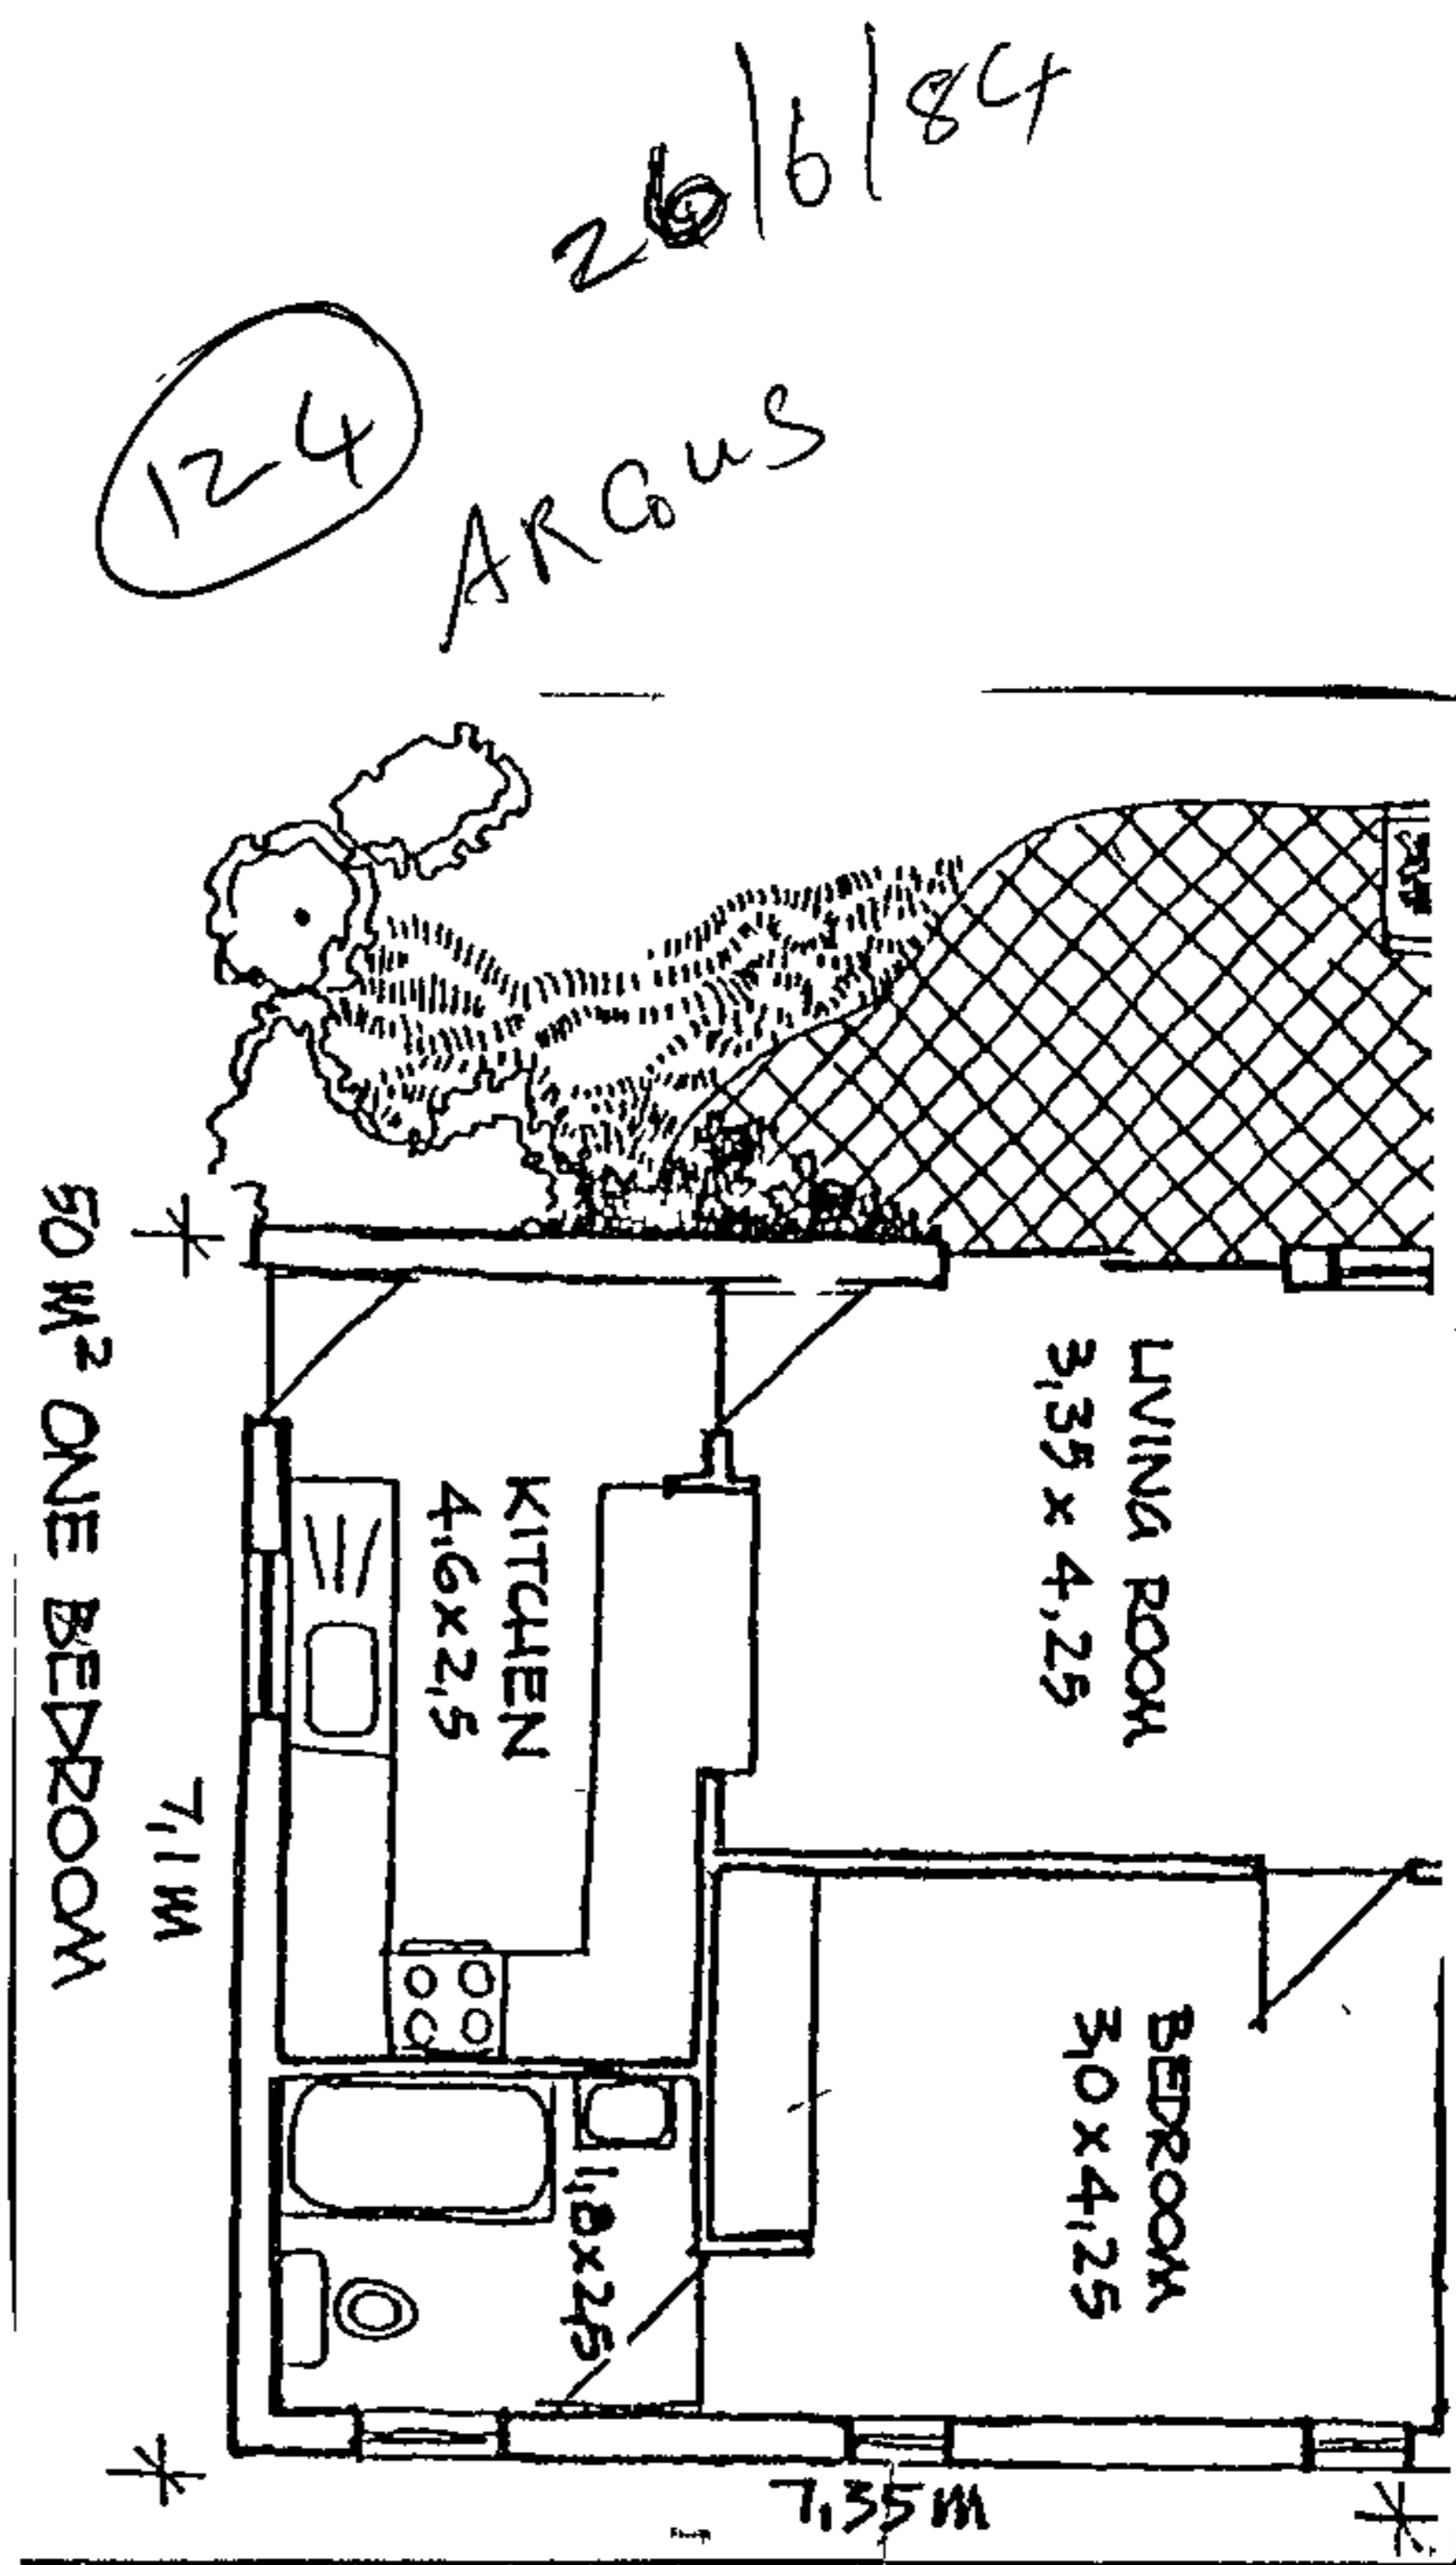 26/6/84
124
ARGUS
LIVING ROOM
3,35 x 4,25
KITCHEN
4,6x2,5
BEDROOM
3,0x4,25
1,8x2,5
7,1M
7,35M
50 M² ONE BEDROOM